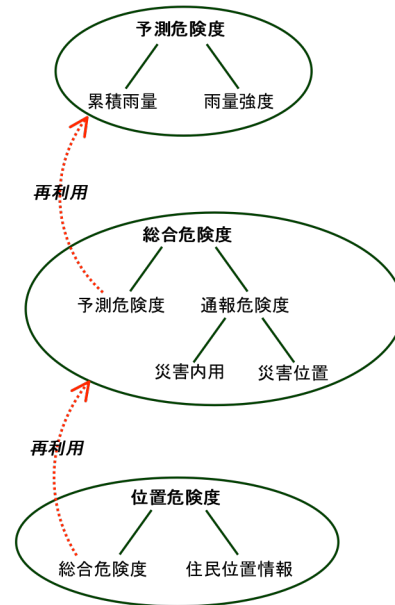 予測危険度
累積雨量 雨量強度
再利用
総合危険度
予測危険度 通報危険度
災害内用 災害位置
再利用
位置危険度
総合危険度 住民位置情報